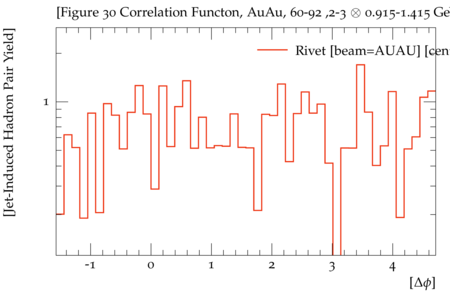 [Figure 30 Correlation Functon, AuAu, 60-92 ,2-3 ⊗ 0.915-1.415 Ge
Rivet [beam=AUAU] [cen
[Jet-Induced Hadron Pair Yield]
1
-1 0 1 2 3 4
[Δϕ]